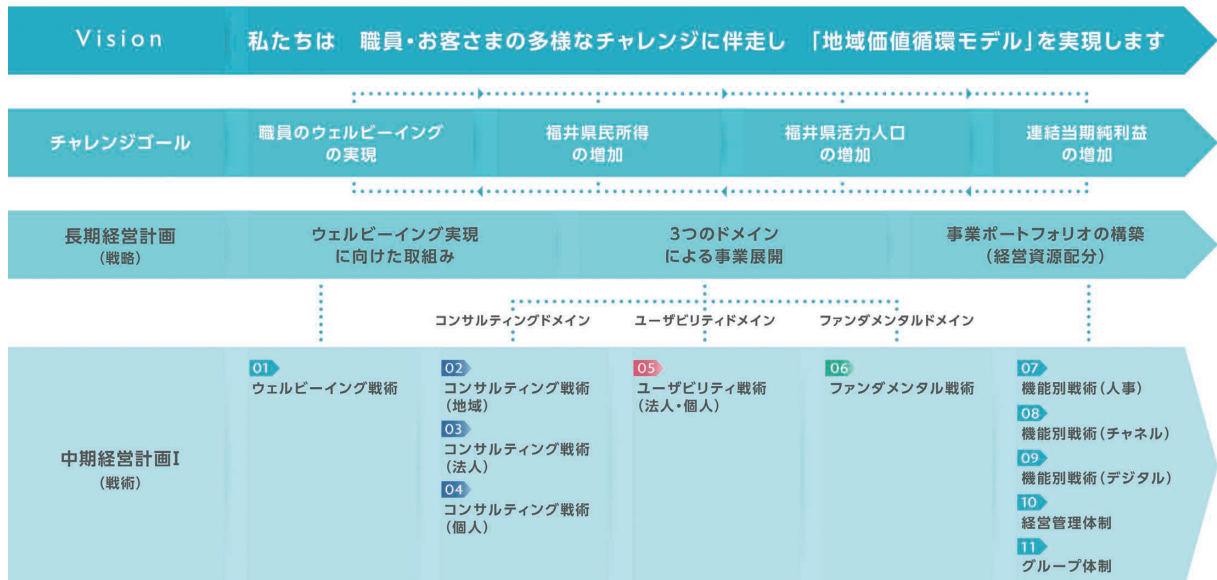 Vision
私たちは　職員・お客さまの多様なチャレンジに伴走し　「地域価値循環モデル」を実現します
チャレンジゴール
職員のウェルビーイング
の実現
福井県民所得
の増加
福井県活力人口
の増加
連結当期純利益
の増加
長期経営計画
(戦略)
ウェルビーイング実現
に向けた取組み
3つのドメイン
による事業展開
事業ポートフォリオの構築
(経営資源配分)
コンサルティングドメイン
ユーザビリティドメイン
ファンダメンタルドメイン
中期経営計画I
(戦術)
01
ウェルビーイング戦術
02
コンサルティング戦術
(地域)
03
コンサルティング戦術
(法人)
04
コンサルティング戦術
(個人)
05
ユーザビリティ戦術
(法人・個人)
06
ファンダメンタル戦術
07
機能別戦術(人事)
08
機能別戦術(チャネル)
09
機能別戦術(デジタル)
10
経営管理体制
11
グループ体制